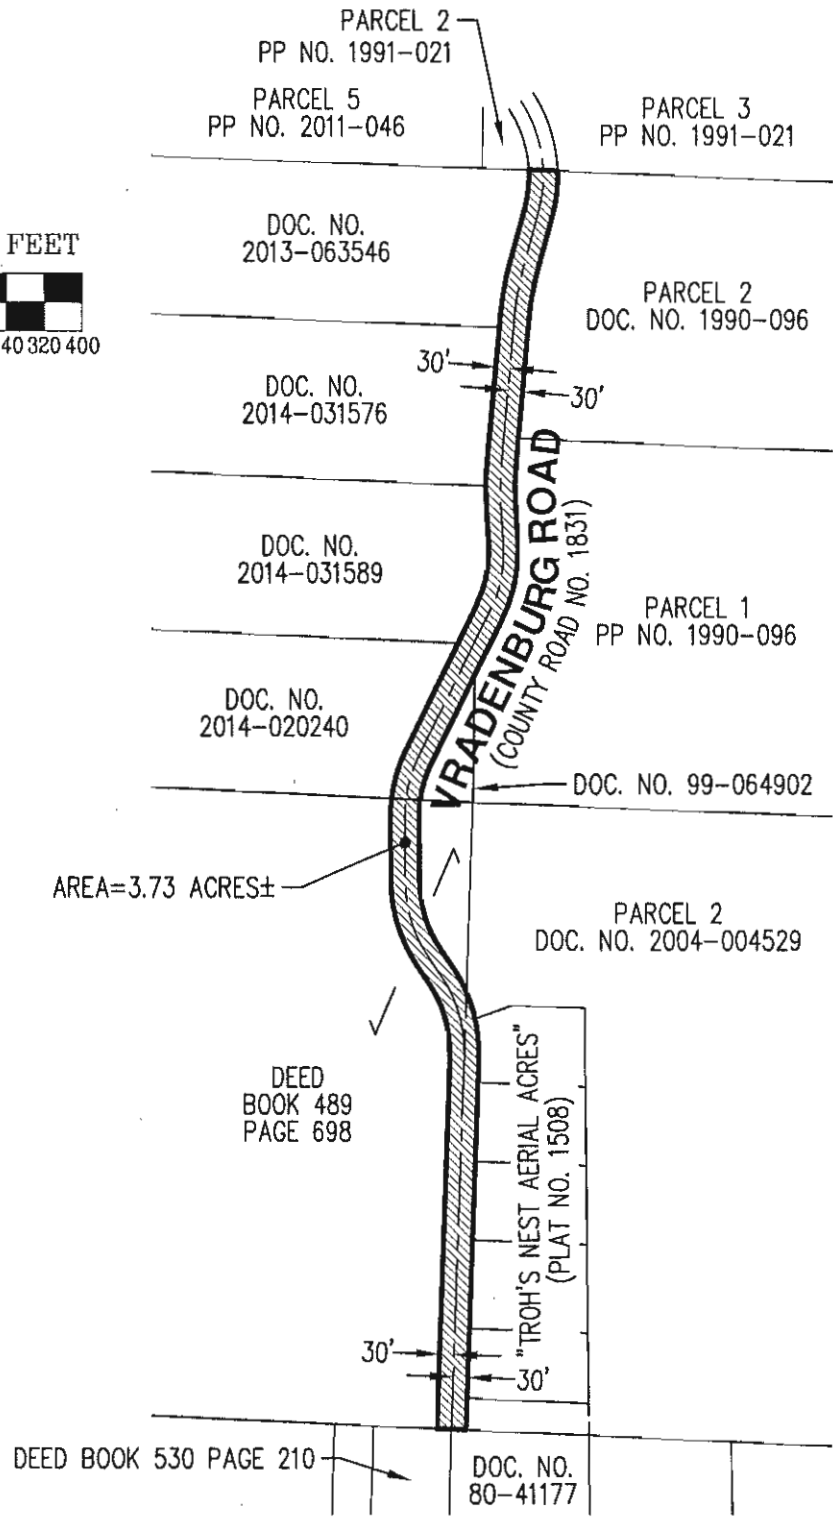 PARCEL 2
PP NO. 1991-021
PARCEL 5
PP NO. 2011-046
PARCEL 3
PP NO. 1991-021
FEET
40 320 400
DOC. NO.
2013-063546
PARCEL 2
DOC. NO. 1990-096
30'
30'
DOC. NO.
2014-031576
VRADENBURG ROAD
(COUNTY ROAD NO. 1831)
DOC. NO.
2014-031589
PARCEL 1
PP NO. 1990-096
DOC. NO.
2014-020240
DOC. NO. 99-064902
AREA=3.73 ACRES±
PARCEL 2
DOC. NO. 2004-004529
DEED
BOOK 489
PAGE 698
"TROH'S NEST AERIAL ACRES"
(PLAT NO. 1508)
30'
30'
DEED BOOK 530 PAGE 210
DOC. NO.
80-41177